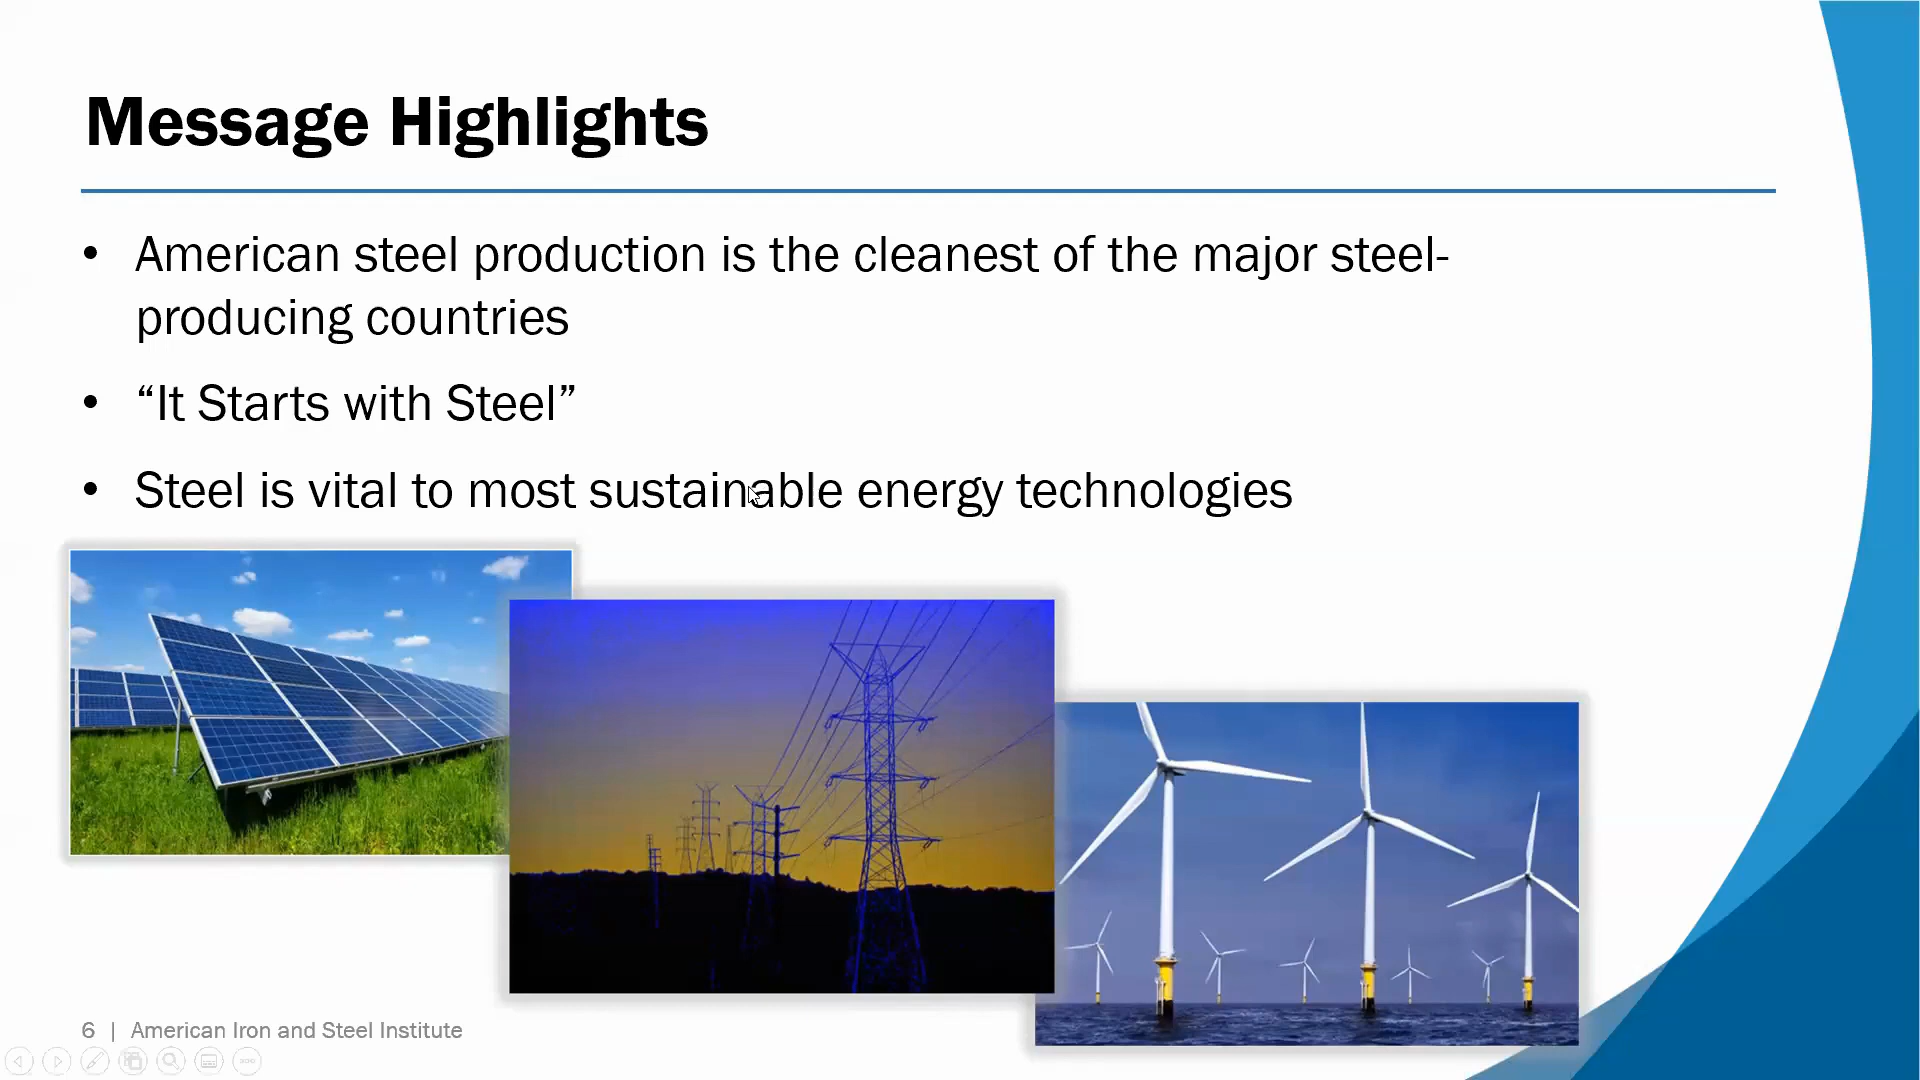 Message Highlights
• American steel production is the cleanest of the major steel-
producing countries
• “It Starts with Steel”
• Steel is vital to most sustainable energy technologies
6 | American Iron and Steel Institute